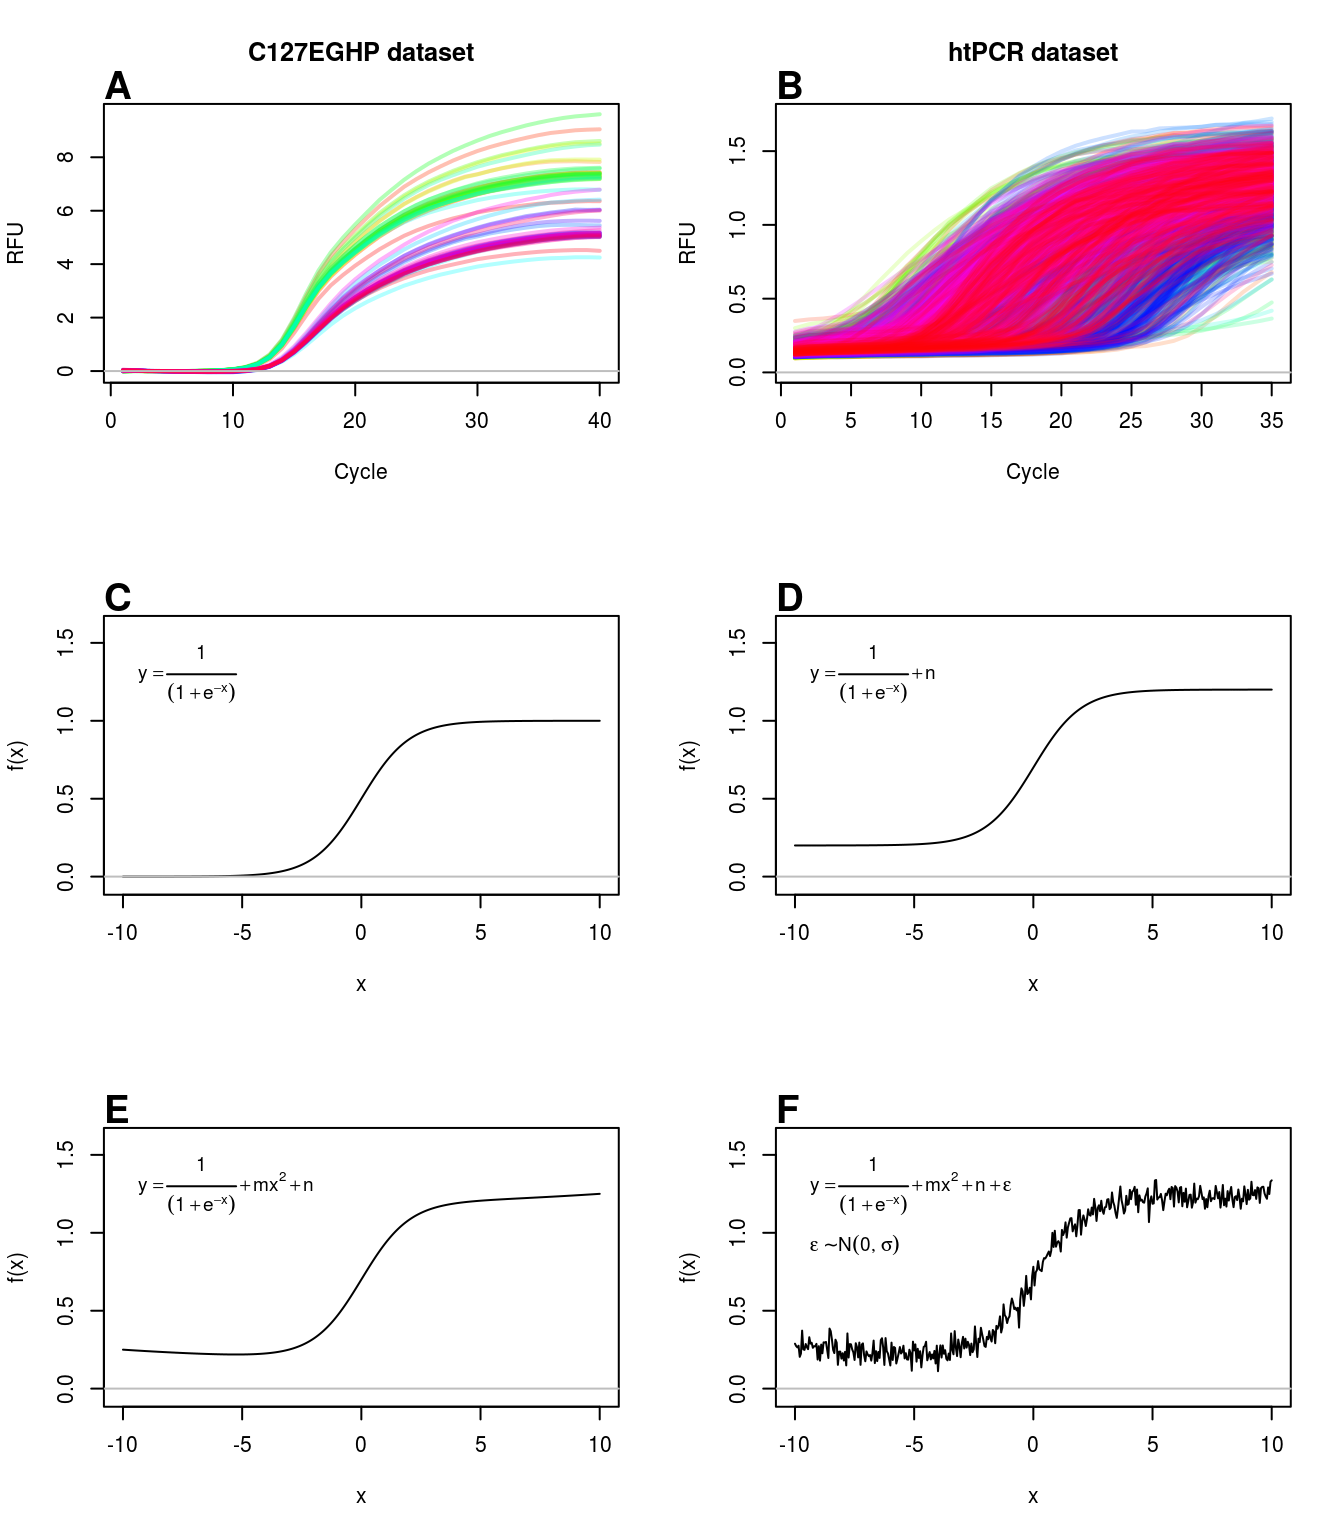 C127EGHP dataset
A
RFU
8
6
4
2
0
0 10 20 30 40
Cycle
htPCR dataset
B
RFU
1.5
1.0
0.5
0.0
0 5 10 15 20 25 30 35
Cycle
C
f(x)
1.5
1.0
0.5
0.0
y = 1 / (1 + e^−x)
-10 -5 0 5 10
x
D
f(x)
1.5
1.0
0.5
0.0
y = 1 / (1 + e^−x) + n
-10 -5 0 5 10
x
E
f(x)
1.5
1.0
0.5
0.0
y = 1 / (1 + e^−x) + mx² + n
-10 -5 0 5 10
x
F
f(x)
1.5
1.0
0.5
0.0
y = 1 / (1 + e^−x) + mx² + n + ε
ε ~N(0, σ)
-10 -5 0 5 10
x